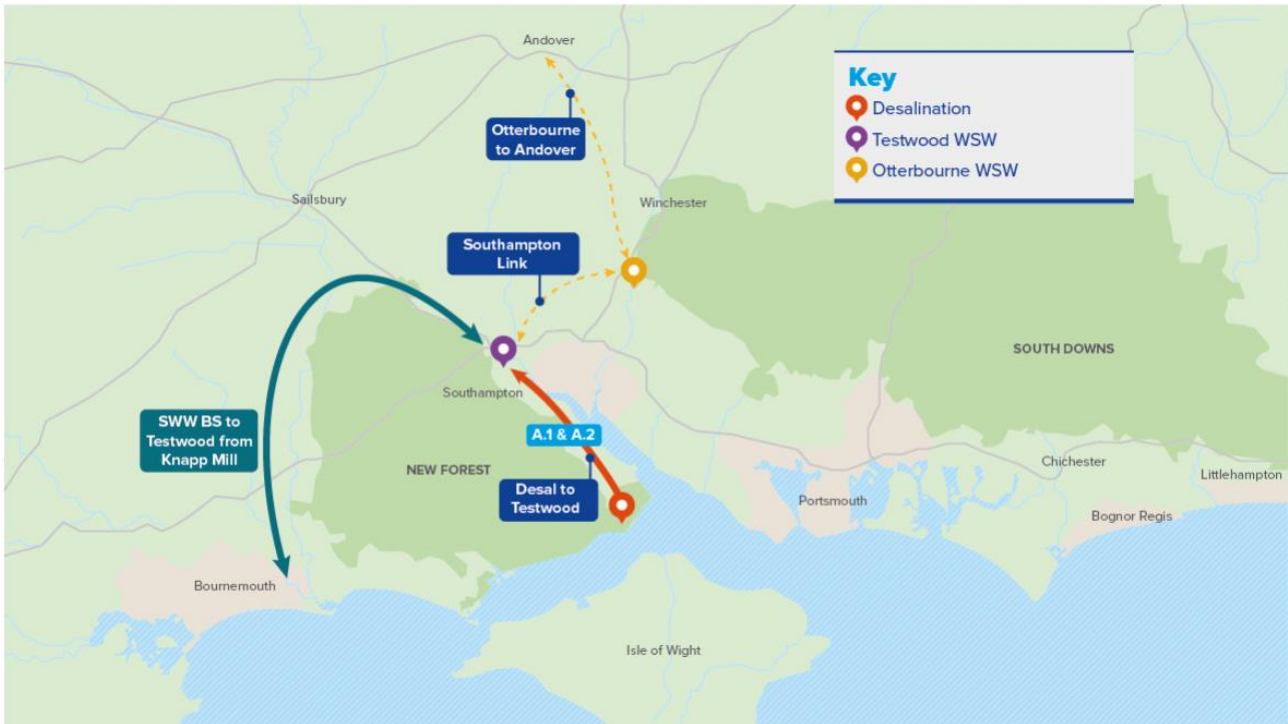 Andover
Key
Desalination
Testwood WSW
Otterbourne WSW
Otterbourne
to Andover
Sailsbury
Winchester
Southampton
Link
SOUTH DOWNS
Southampton
SWW BS to
Testwood from
Knapp Mill
A.1 & A.2
NEW FOREST
Desal to
Testwood
Chichester
Littlehampton
Portsmouth
Bognor Regis
Bournemouth
Isle of Wight